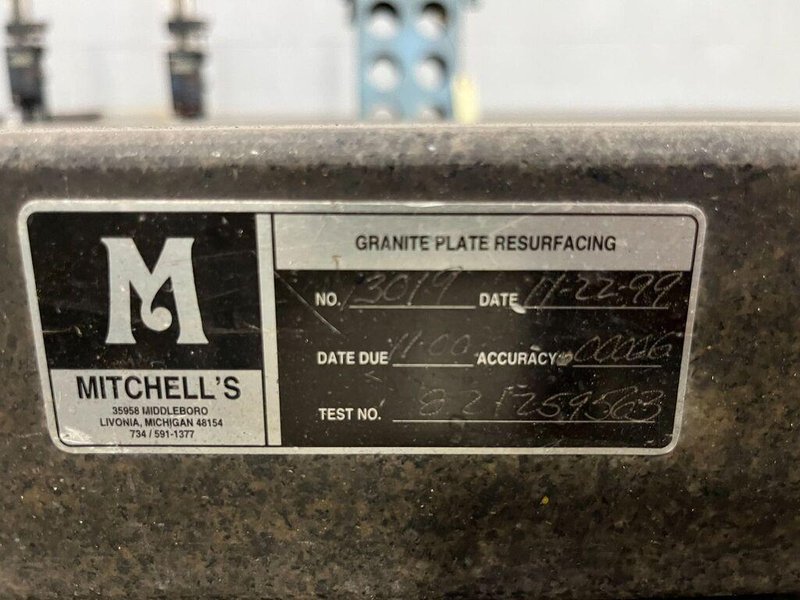 M
MITCHELL'S
35958 MIDDLEBORO
LIVONIA, MICHIGAN 48154
734 / 591-1377
GRANITE PLATE RESURFACING
NO. 3019 DATE 11-22-99
DATE DUE 11-00 ACCURACY
TEST NO. 821259563